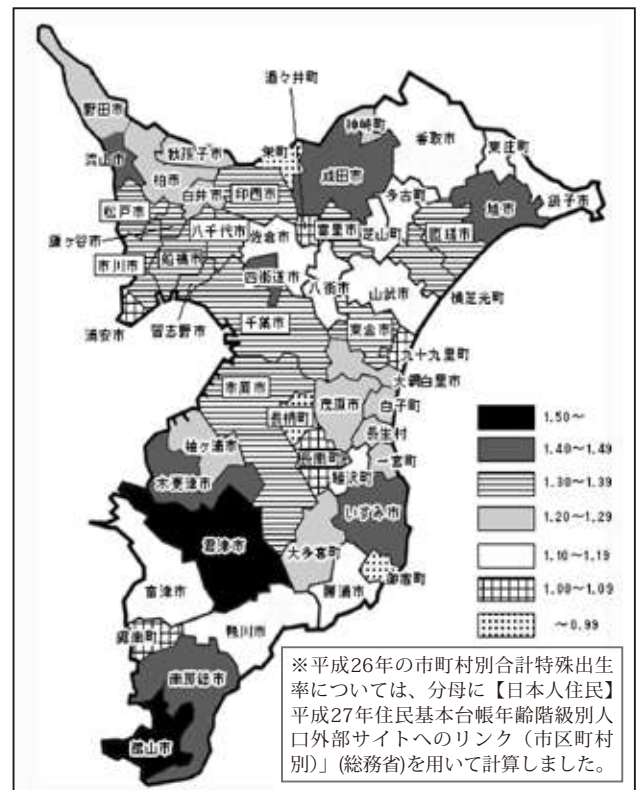 酒々井町
野田市
神崎町
香取市
東庄町
流山市
我孫子市
栄町
成田市
柏市
多古町
旭市
銚子市
白井市
印西市
松戸市
富里市
芝山町
匝瑳市
鎌ヶ谷市
八千代市
佐倉市
市川市
船橋市
四街道市
八街市
山武市
横芝光町
浦安市
習志野市
千葉市
東金市
九十九里町
大網白里市
市原市
長柄町
茂原市
白子町
長生村
袖ヶ浦市
長南町
睦沢町
一宮町
木更津市
いすみ市
君津市
大多喜町
富津市
勝浦市
御宿町
鋸南町
鴨川市
南房総市
館山市
1.50~
1.40~1.49
1.30~1.39
1.20~1.29
1.10~1.19
1.00~1.09
~0.99
※平成26年の市町村別合計特殊出生
率については、分母に【日本人住民】
平成27年住民基本台帳年齢階級別人
口外部サイトへのリンク（市区町村
別）」(総務省)を用いて計算しました。